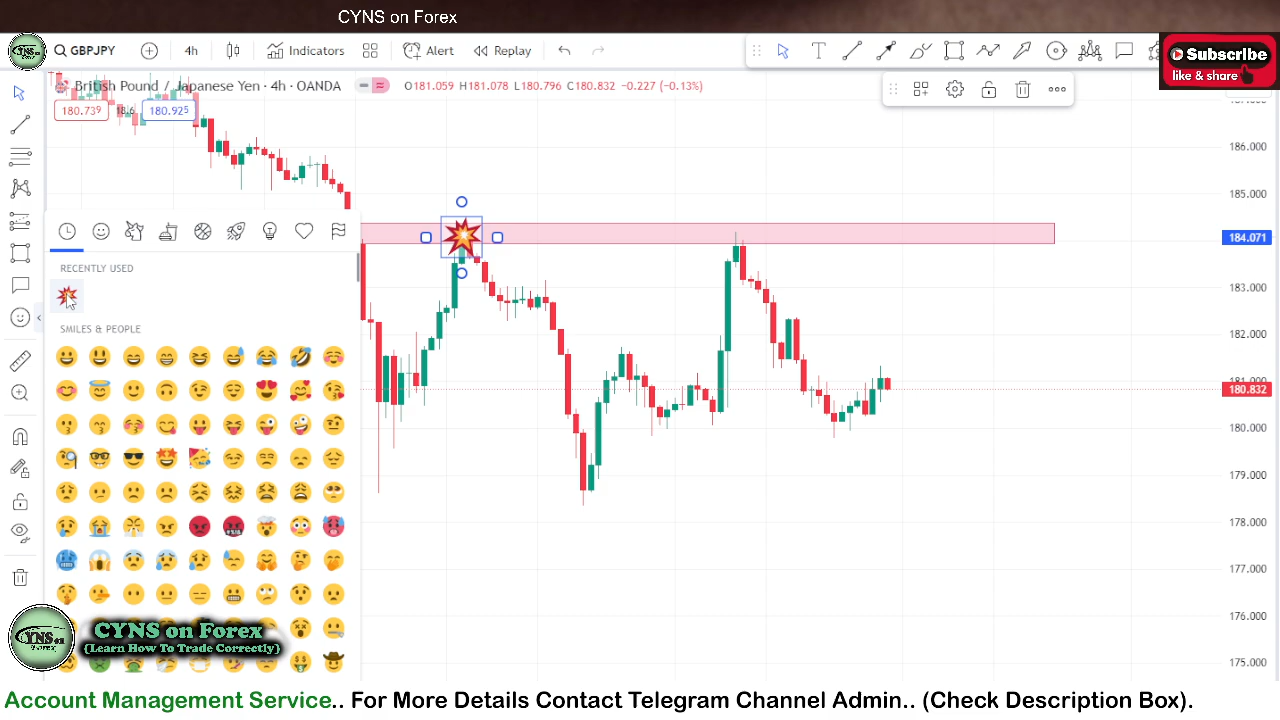 CYNS on Forex
GBPJPY
4h
Indicators
Alert
Replay
Subscribe
like & share
British Pound / Japanese Yen · 4h · OANDA
O181.059 H181.078 L180.796 C180.832 -0.227 (-0.13%)
180.739
18.6
180.925
186.000
185.000
184.071
183.000
182.000
181.000
180.832
180.000
179.000
178.000
177.000
176.000
175.000
RECENTLY USED
SMILES & PEOPLE
CYNS on Forex
{Learn How To Trade Correctly}
Account Management Service.. For More Details Contact Telegram Channel Admin.. (Check Description Box).